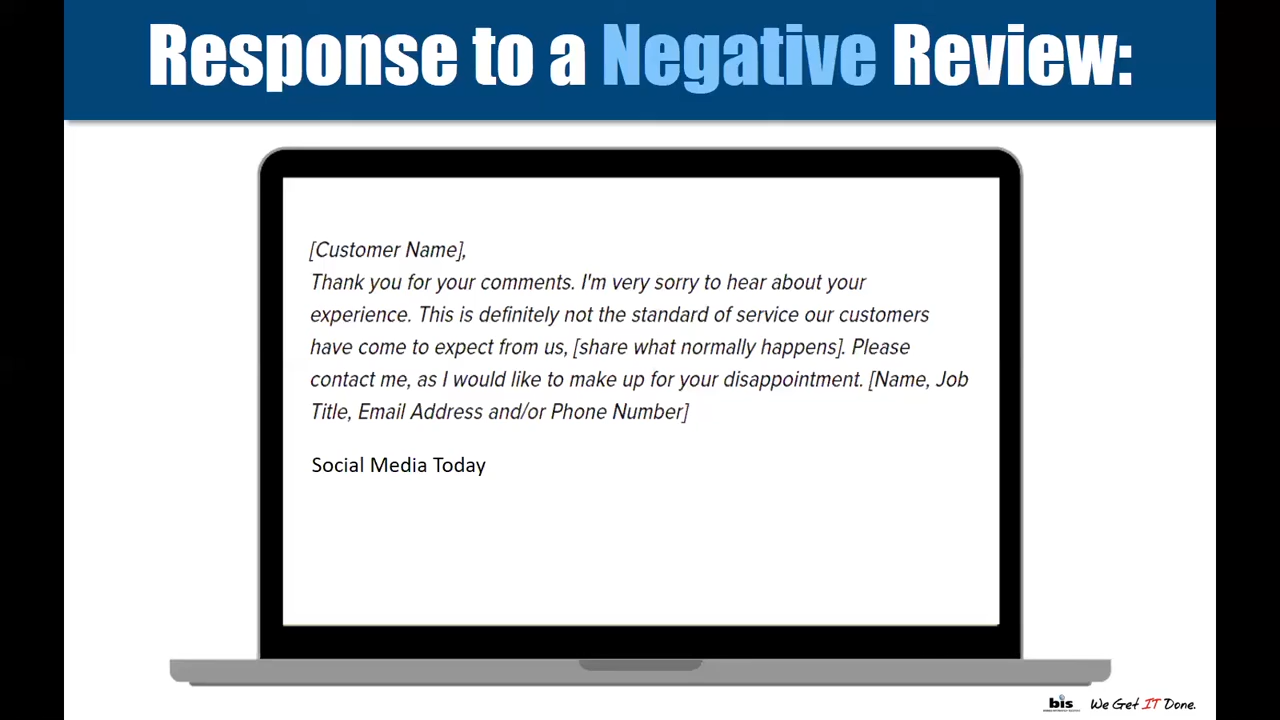 Response to a Negative Review:
[Customer Name],
Thank you for your comments. I'm very sorry to hear about your
experience. This is definitely not the standard of service our customers
have come to expect from us, [share what normally happens]. Please
contact me, as I would like to make up for your disappointment. [Name, Job
Title, Email Address and/or Phone Number]
Social Media Today
bis
We Get IT Done.